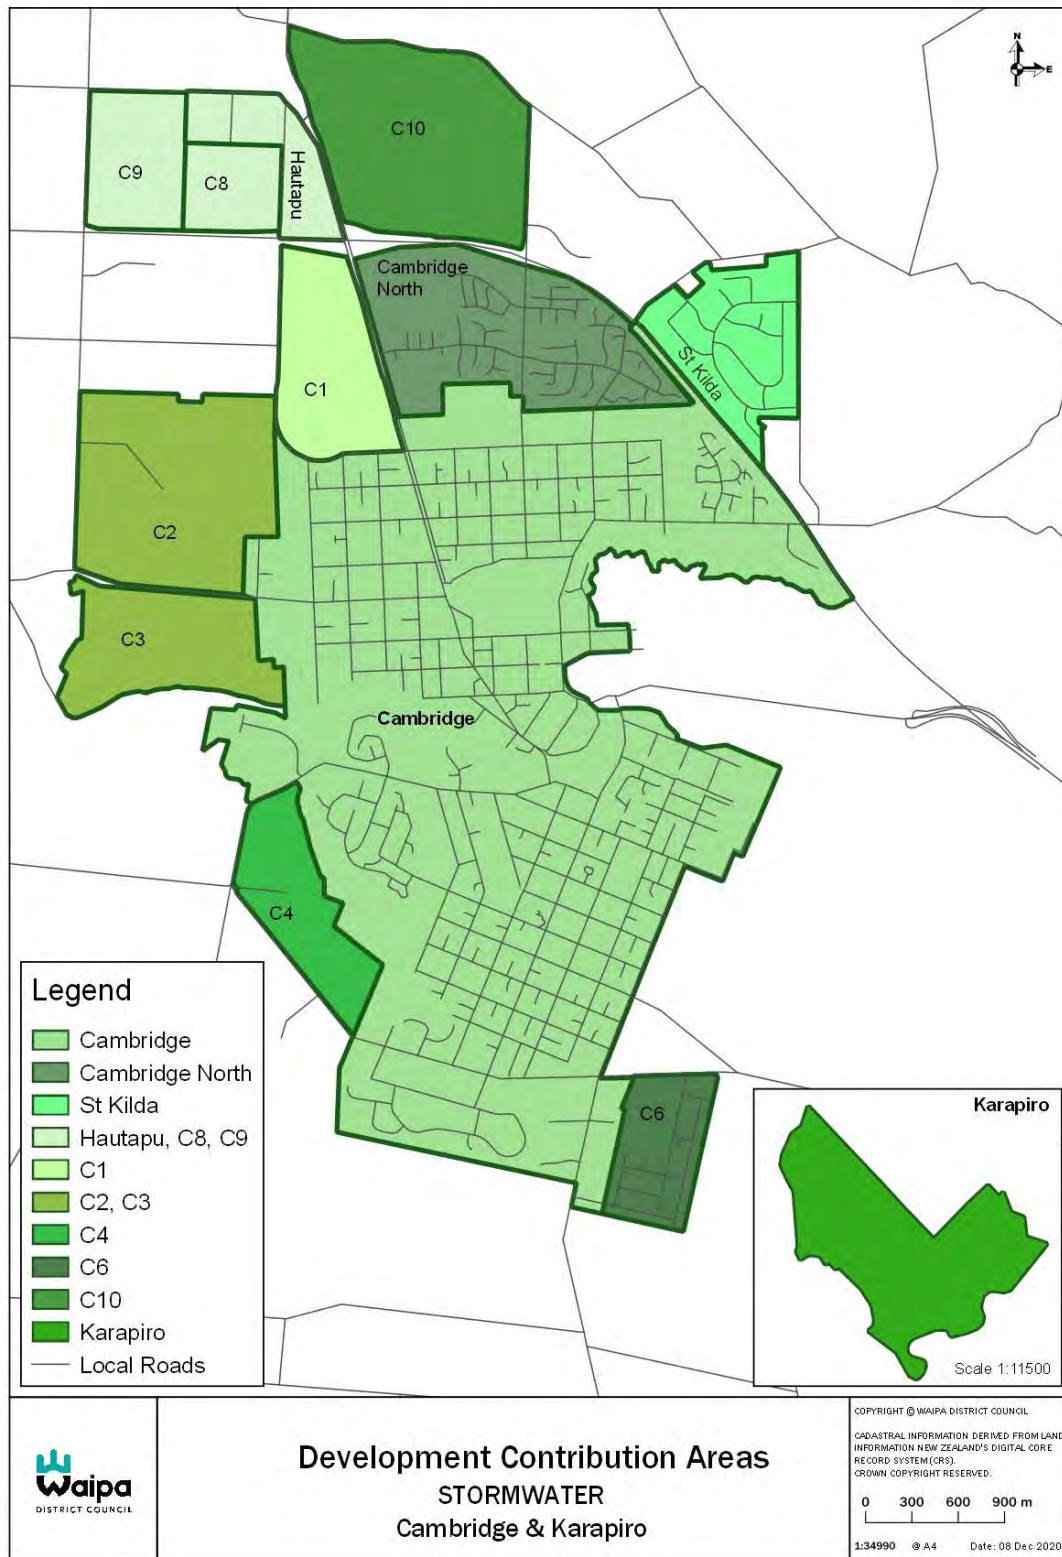 N
E
C10
C9
C8
Hautapu
Cambridge
North
St Kilda
C1
C2
C3
Cambridge
C4
C6
Legend
Cambridge
Cambridge North
St Kilda
Hautapu, C8, C9
C1
C2, C3
C4
C6
C10
Karapiro
Local Roads
Karapiro
Scale 1:11500
Waipa
DISTRICT COUNCIL
Development Contribution Areas
STORMWATER
Cambridge & Karapiro
COPYRIGHT © WAIPA DISTRICT COUNCIL
CADASTRAL INFORMATION DERIVED FROM LAND
INFORMATION NEW ZEALAND'S DIGITAL CORE
RECORD SYSTEM (CRS).
CROWN COPYRIGHT RESERVED.
0 300 600 900 m
1:34990 @ A4 Date: 08 Dec 2020